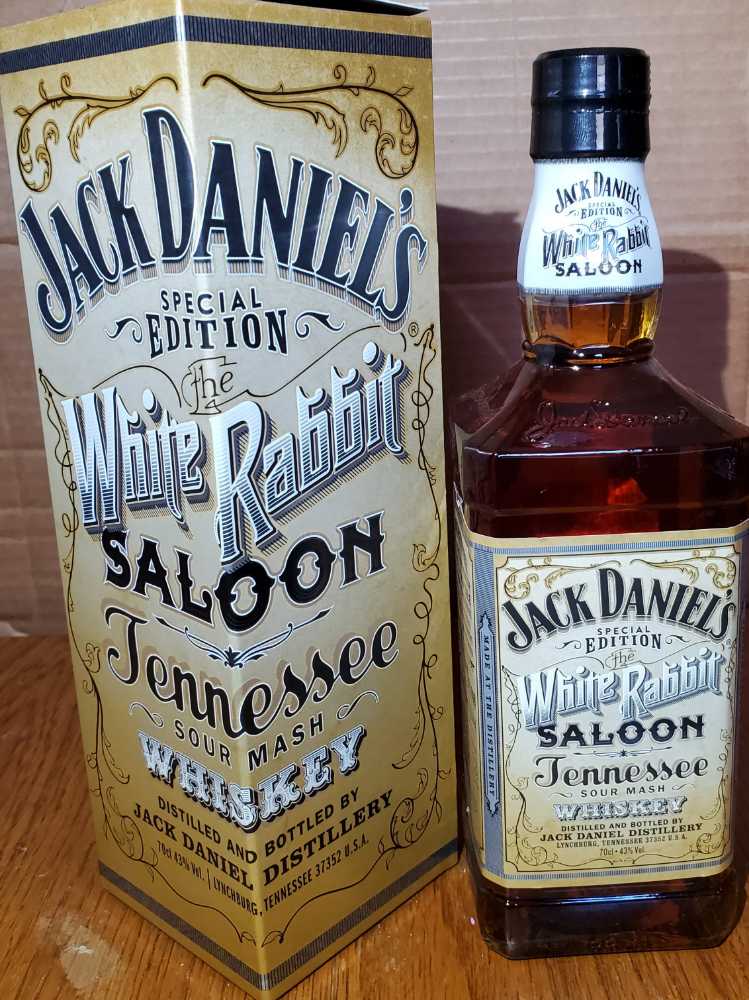 JACK DANIEL'S
SPECIAL
EDITION
®
the
White Rabbit
SALOON
Tennessee
SOUR MASH
WHISKEY
DISTILLED AND BOTTLED BY
JACK DANIEL DISTILLERY
70cl 43% Vol. | LYNCHBURG, TENNESSEE 37352 U.S.A.
JACK DANIEL'S
SPECIAL
EDITION
the
White Rabbit
SALOON
MADE AT THE DISTILLERY
JACK DANIEL'S
SPECIAL
EDITION
the
White Rabbit
SALOON
Tennessee
SOUR MASH
WHISKEY
DISTILLED AND BOTTLED BY
JACK DANIEL DISTILLERY
LYNCHBURG, TENNESSEE 37352 U.S.A.
70cl • 43% Vol